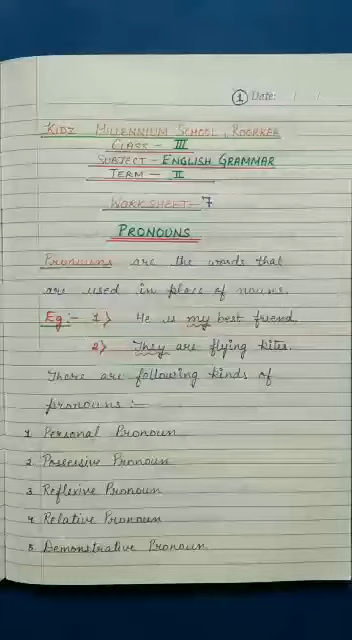 ① Date: / /
KIDZ MILLENNIUM SCHOOL, ROORKEE
CLASS - III
SUBJECT - ENGLISH GRAMMAR
TERM - II
WORKSHEET - 7
PRONOUNS
Pronouns are the words that
are used in place of nouns.
Eg:- 1> He is my best friend.
2> They are flying kites.
There are following kinds of
pronouns :-
1 Personal Pronoun
2 Possessive Pronoun
3 Reflexive Pronoun
4 Relative Pronoun
5 Demonstrative Pronoun